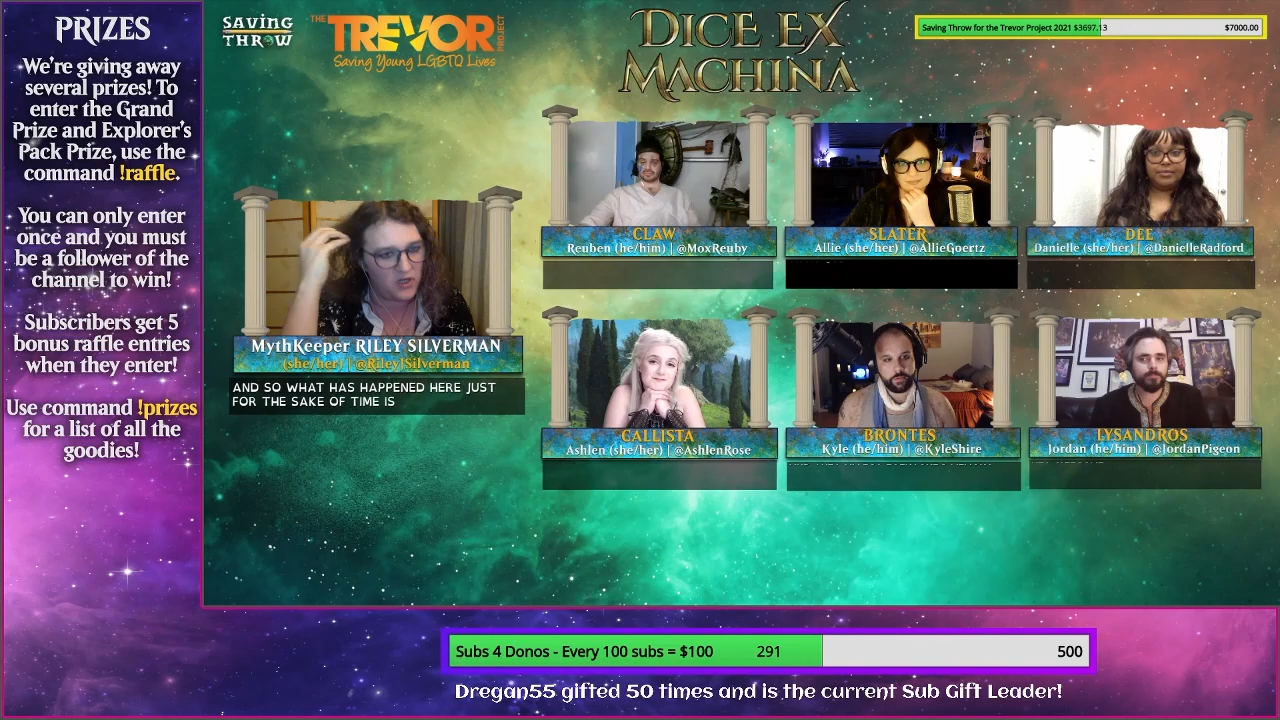 PRIZES
We're giving away
several prizes! To
enter the Grand
Prize and Explorer's
Pack Prize, use the
command !raffle.
You can only enter
once and you must
be a follower of the
channel to win!
Subscribers get 5
bonus raffle entries
when they enter!
Use command !prizes
for a list of all the
goodies!
SAVING
THROW
THE TREVOR PROJECT
Saving Young LGBTQ Lives
DICE EX
MACHINA
Saving Throw for the Trevor Project 2021 $3697.13
$7000.00
MythKeeper RILEY SILVERMAN
(she/her) | @RileyJSilverman
AND SO WHAT HAS HAPPENED HERE JUST
FOR THE SAKE OF TIME IS
CLAW
Reuben (he/him) | @MoxReuby
SLATER
Allie (she/her) | @AllieGoertz
DEE
Danielle (she/her) | @DanielleRadford
CALLISTA
Ashlen (she/her) | @AshlenRose
BRONTES
Kyle (he/him) | @KyleShire
LYSANDROS
Jordan (he/him) | @JordanPigeon
Subs 4 Donos - Every 100 subs = $100 291 500
Dregan55 gifted 50 times and is the current Sub Gift Leader!